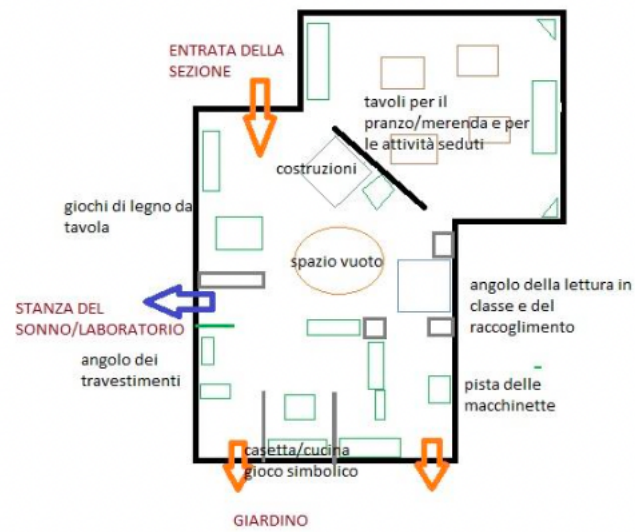 ENTRATA DELLA
SEZIONE
tavoli per il
pranzo/merenda e per
le attività seduti
costruzioni
giochi di legno da
tavola
spazio vuoto
angolo della lettura in
classe e del
raccoglimento
STANZA DEL
SONNO/LABORATORIO
angolo dei
travestimenti
pista delle
macchinette
casetta/cucina
gioco simbolico
GIARDINO